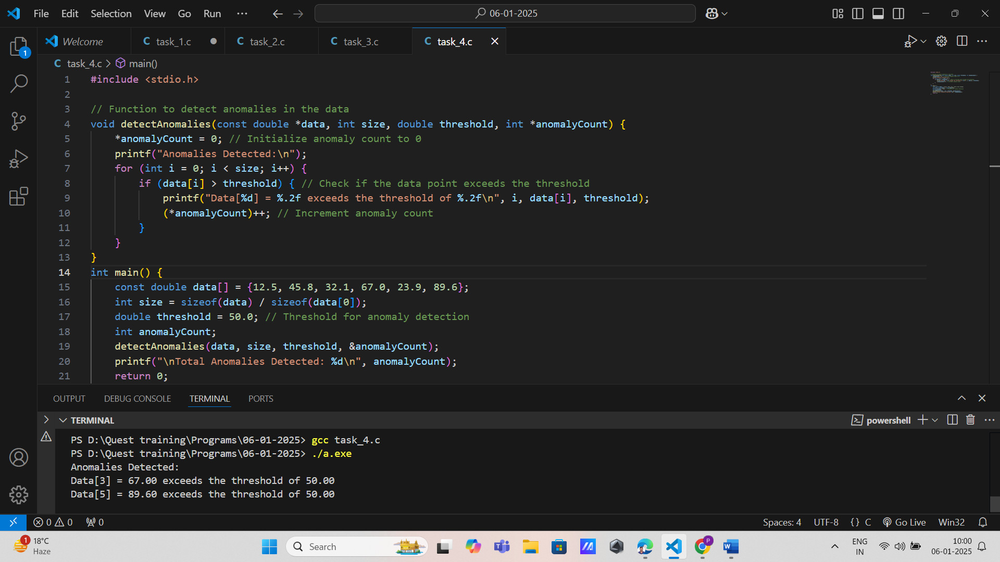 File Edit Selection View Go Run ··· 06-01-2025
Welcome task_1.c task_2.c task_3.c task_4.c
C task_4.c > main()
1 #include <stdio.h>
2
3 // Function to detect anomalies in the data
4 void detectAnomalies(const double *data, int size, double threshold, int *anomalyCount) {
5     *anomalyCount = 0; // Initialize anomaly count to 0
6     printf("Anomalies Detected:\n");
7     for (int i = 0; i < size; i++) {
8         if (data[i] > threshold) { // Check if the data point exceeds the threshold
9             printf("Data[%d] = %.2f exceeds the threshold of %.2f\n", i, data[i], threshold);
10             (*anomalyCount)++; // Increment anomaly count
11         }
12     }
13 }
14 int main() {
15     const double data[] = {12.5, 45.8, 32.1, 67.0, 23.9, 89.6};
16     int size = sizeof(data) / sizeof(data[0]);
17     double threshold = 50.0; // Threshold for anomaly detection
18     int anomalyCount;
19     detectAnomalies(data, size, threshold, &anomalyCount);
20     printf("\nTotal Anomalies Detected: %d\n", anomalyCount);
21     return 0;
OUTPUT DEBUG CONSOLE TERMINAL PORTS
TERMINAL powershell
PS D:\Quest training\Programs\06-01-2025> gcc task_4.c
PS D:\Quest training\Programs\06-01-2025> ./a.exe
Anomalies Detected:
Data[3] = 67.00 exceeds the threshold of 50.00
Data[5] = 89.60 exceeds the threshold of 50.00
0 0 0 Spaces: 4 UTF-8 {} C Go Live Win32
1 18°C
Haze
Search
ENG
IN
10:00
06-01-2025